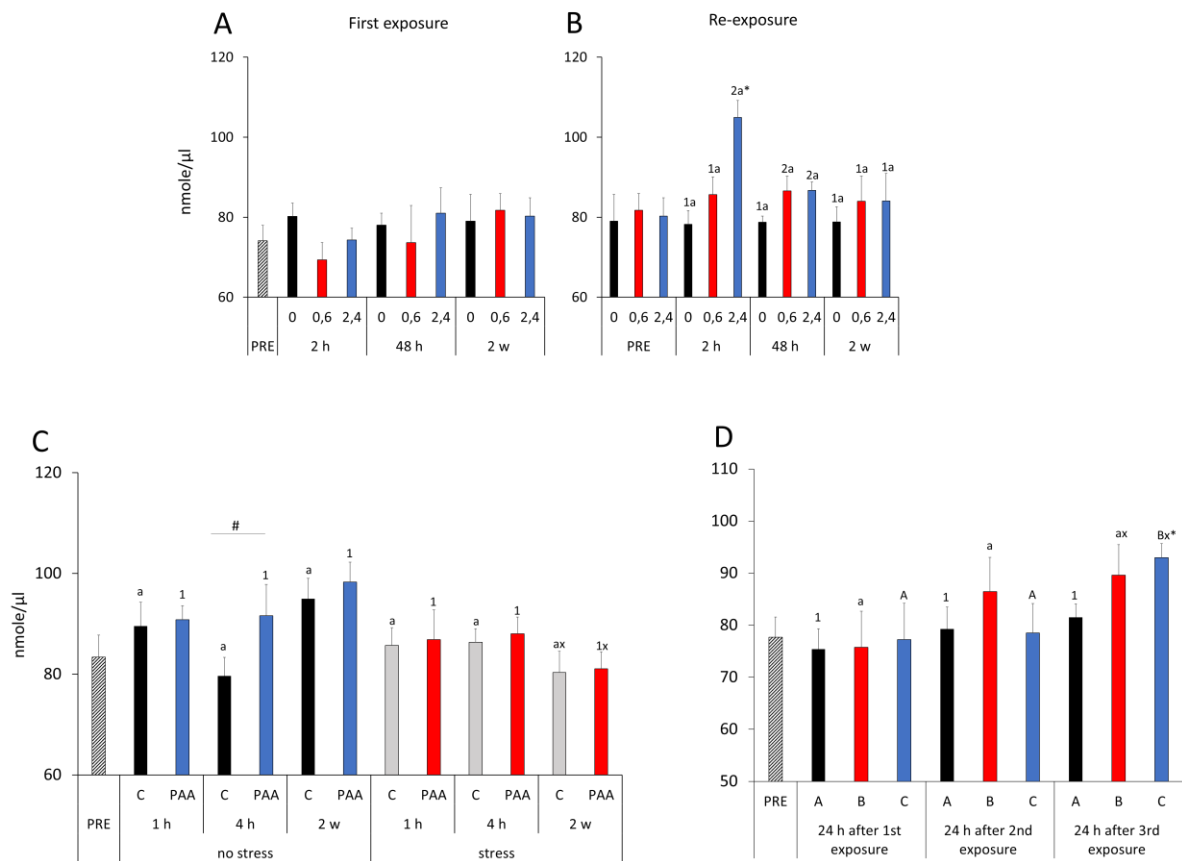 A
First exposure
B
Re-exposure
nmole/µl
120
100
80
60
0 0,6 2,4 0 0,6 2,4 0 0,6 2,4
PRE 2 h 48 h 2 w
120
100
80
60
1a 1a 2a* 1a 2a 2a 1a 1a 1a
0 0,6 2,4 0 0,6 2,4 0 0,6 2,4 0 0,6 2,4
PRE 2 h 48 h 2 w
C
nmole/µl
120
100
80
60
#
a 1 a 1 a 1 a 1 a 1 ax 1x
C PAA C PAA C PAA C PAA C PAA C PAA
PRE 1 h 4 h 2 w 1 h 4 h 2 w
no stress stress
D
110
100
90
80
70
60
50
1 a A 1 a A 1 ax Bx*
PRE A B C A B C A B C
24 h after 1st 24 h after 2nd 24 h after 3rd
exposure exposure exposure